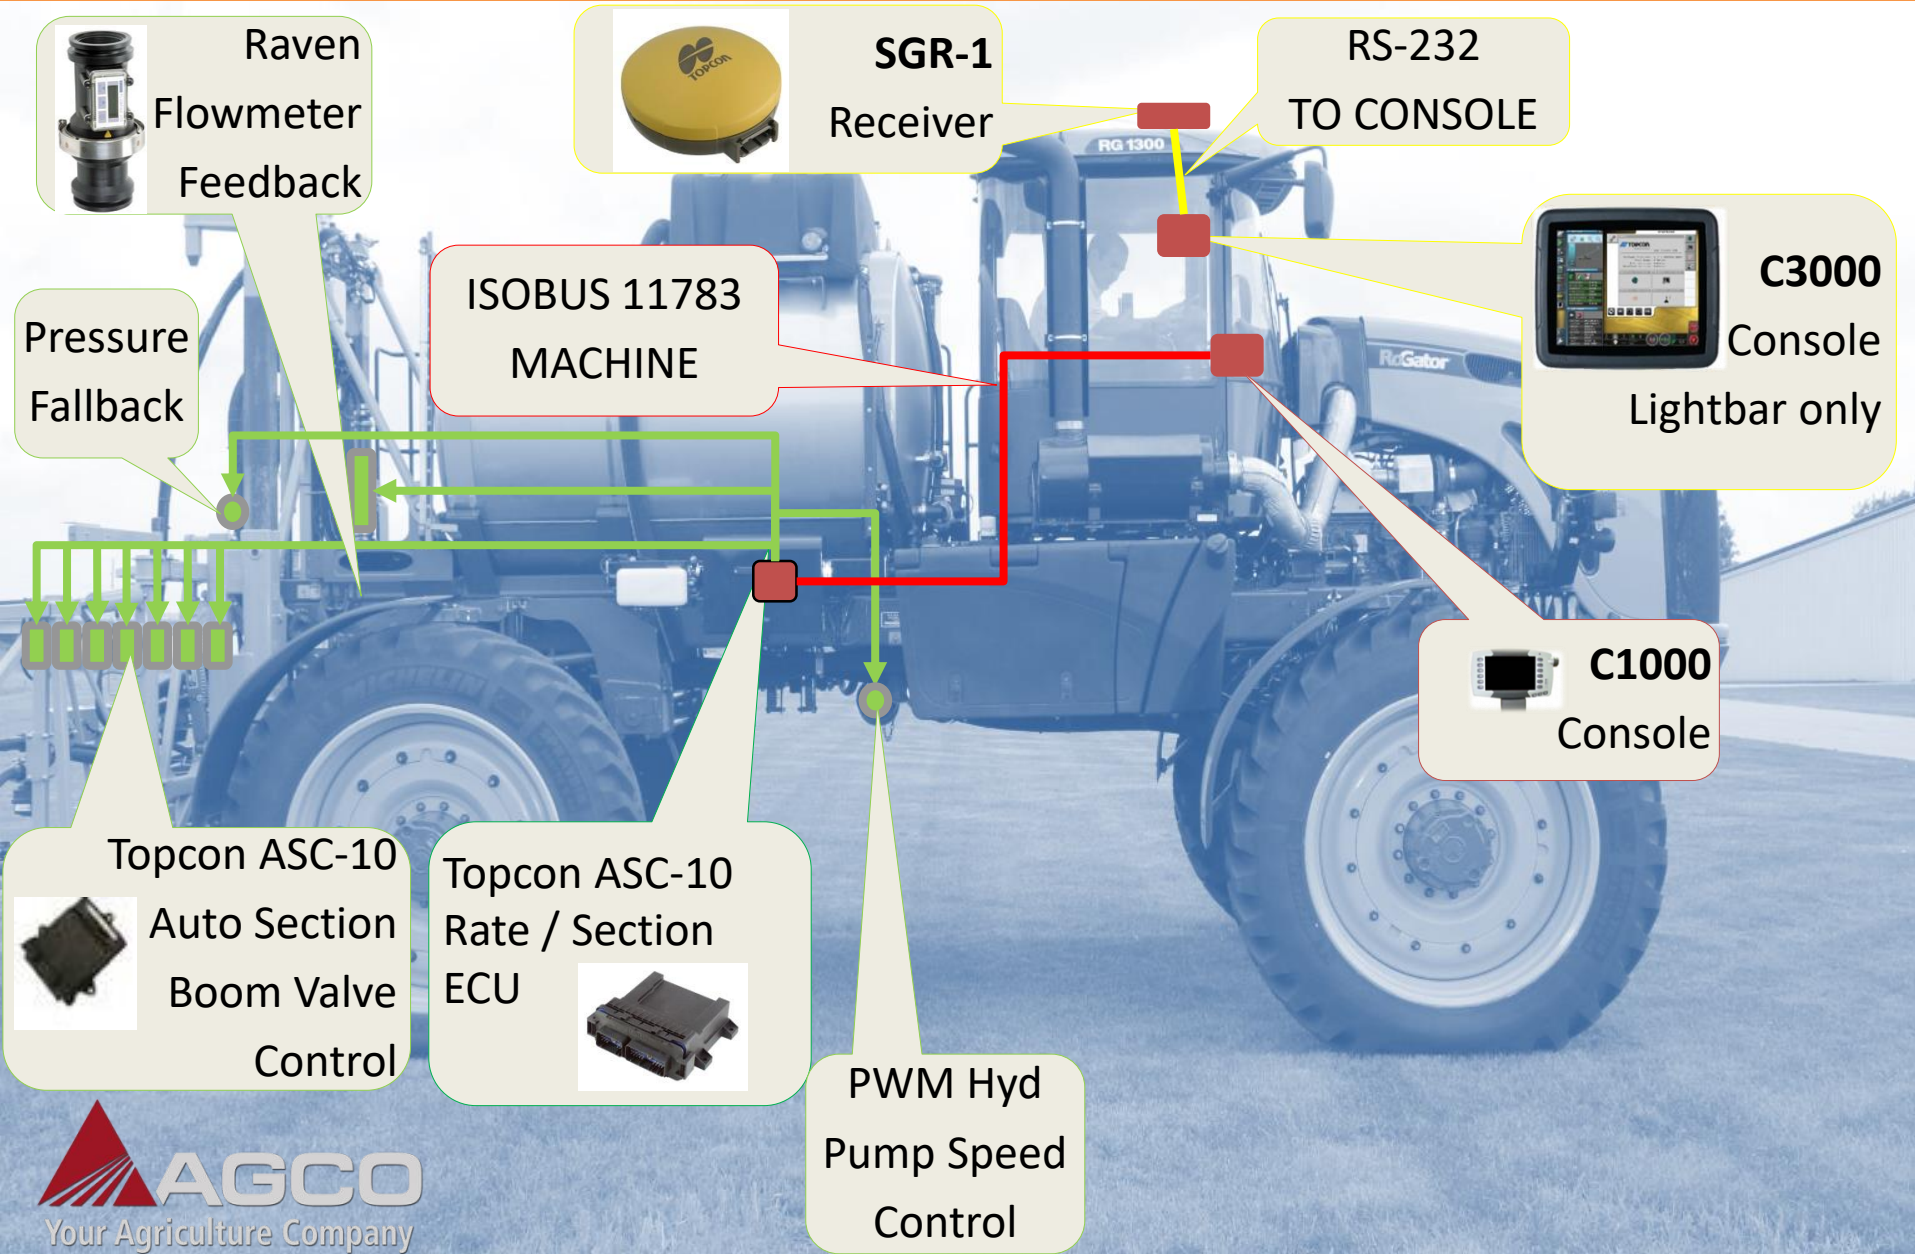 Raven
Flowmeter
Feedback
TOPCON
SGR-1
Receiver
RS-232
TO CONSOLE
RG 1300
ISOBUS 11783
MACHINE
TOPCON
C3000
Console
Lightbar only
Pressure
Fallback
RoGator
C1000
Console
Topcon ASC-10
Auto Section
Boom Valve
Control
Topcon ASC-10
Rate / Section
ECU
PWM Hyd
Pump Speed
Control
AGCO
Your Agriculture Company